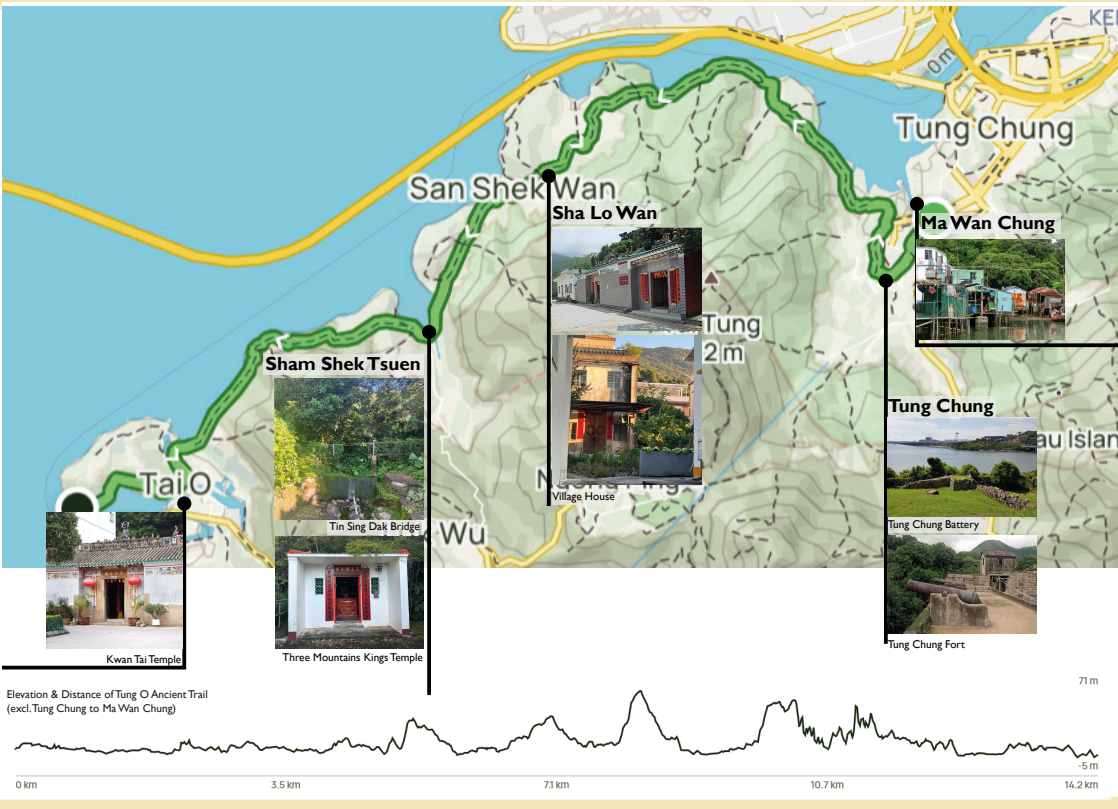 KE
0m
Tung Chung
San Shek Wan
Sha Lo Wan
Ma Wan Chung
Tung
2 m
Sham Shek Tsuen
Tung Chung
au Islan
Tai O
Village House
Tin Sing Dak Bridge
Wu
Tung Chung Battery
Tung Chung Fort
Kwan Tai Temple
Three Mountains Kings Temple
Elevation & Distance of Tung O Ancient Trail
(excl. Tung Chung to Ma Wan Chung)
71 m
-5 m
0 km
3.5 km
7.1 km
10.7 km
14.2 km